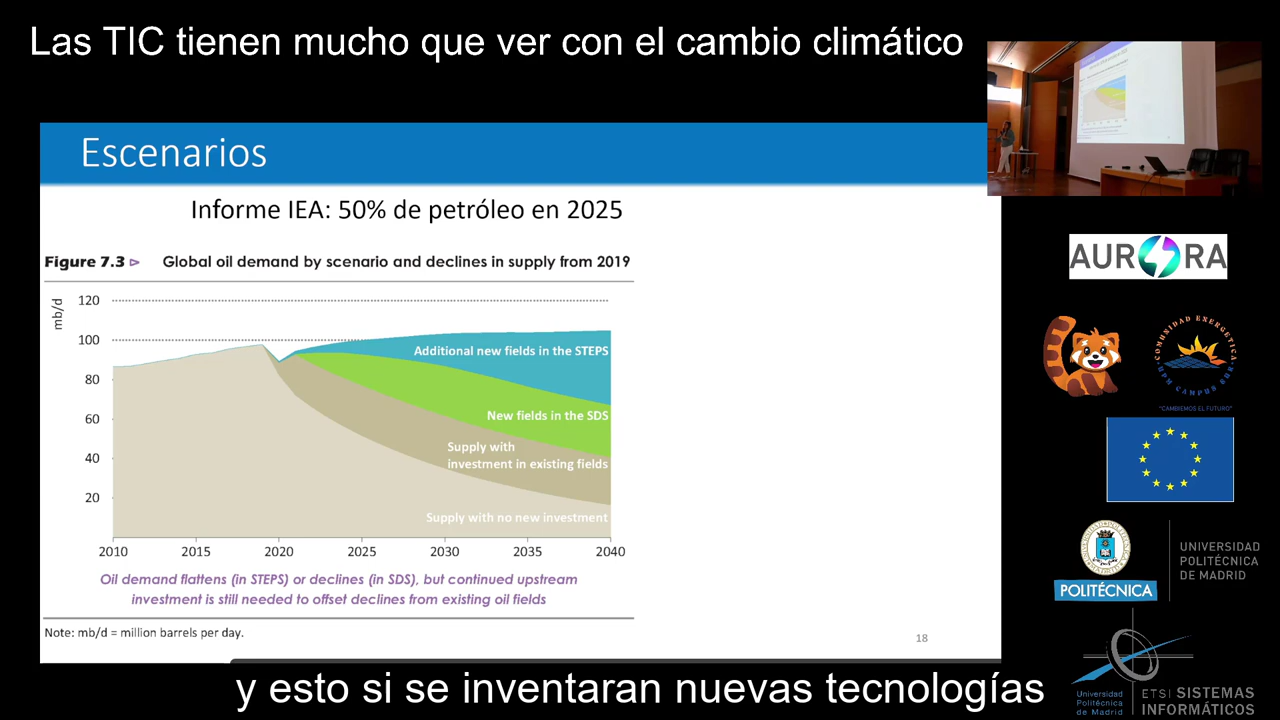 Las TIC tienen mucho que ver con el cambio climático
Escenarios
Informe IEA: 50% de petróleo en 2025
Figure 7.3 ▷ Global oil demand by scenario and declines in supply from 2019
mb/d
120
100
80
60
40
20
Additional new fields in the STEPS
New fields in the SDS
Supply with
investment in existing fields
Supply with no new investment
2010 2015 2020 2025 2030 2035 2040
Oil demand flattens (in STEPS) or declines (in SDS), but continued upstream
investment is still needed to offset declines from existing oil fields
Note: mb/d = million barrels per day.
18
y esto si se inventaran nuevas tecnologías
AURORA
COMUNIDAD ENERGETICA
UPM CAMPUS SUR
"CAMBIEMOS EL FUTURO"
POLITÉCNICA
UNIVERSIDAD
POLITÉCNICA
DE MADRID
Universidad
Politécnica
de Madrid
ETSI SISTEMAS
INFORMÁTICOS